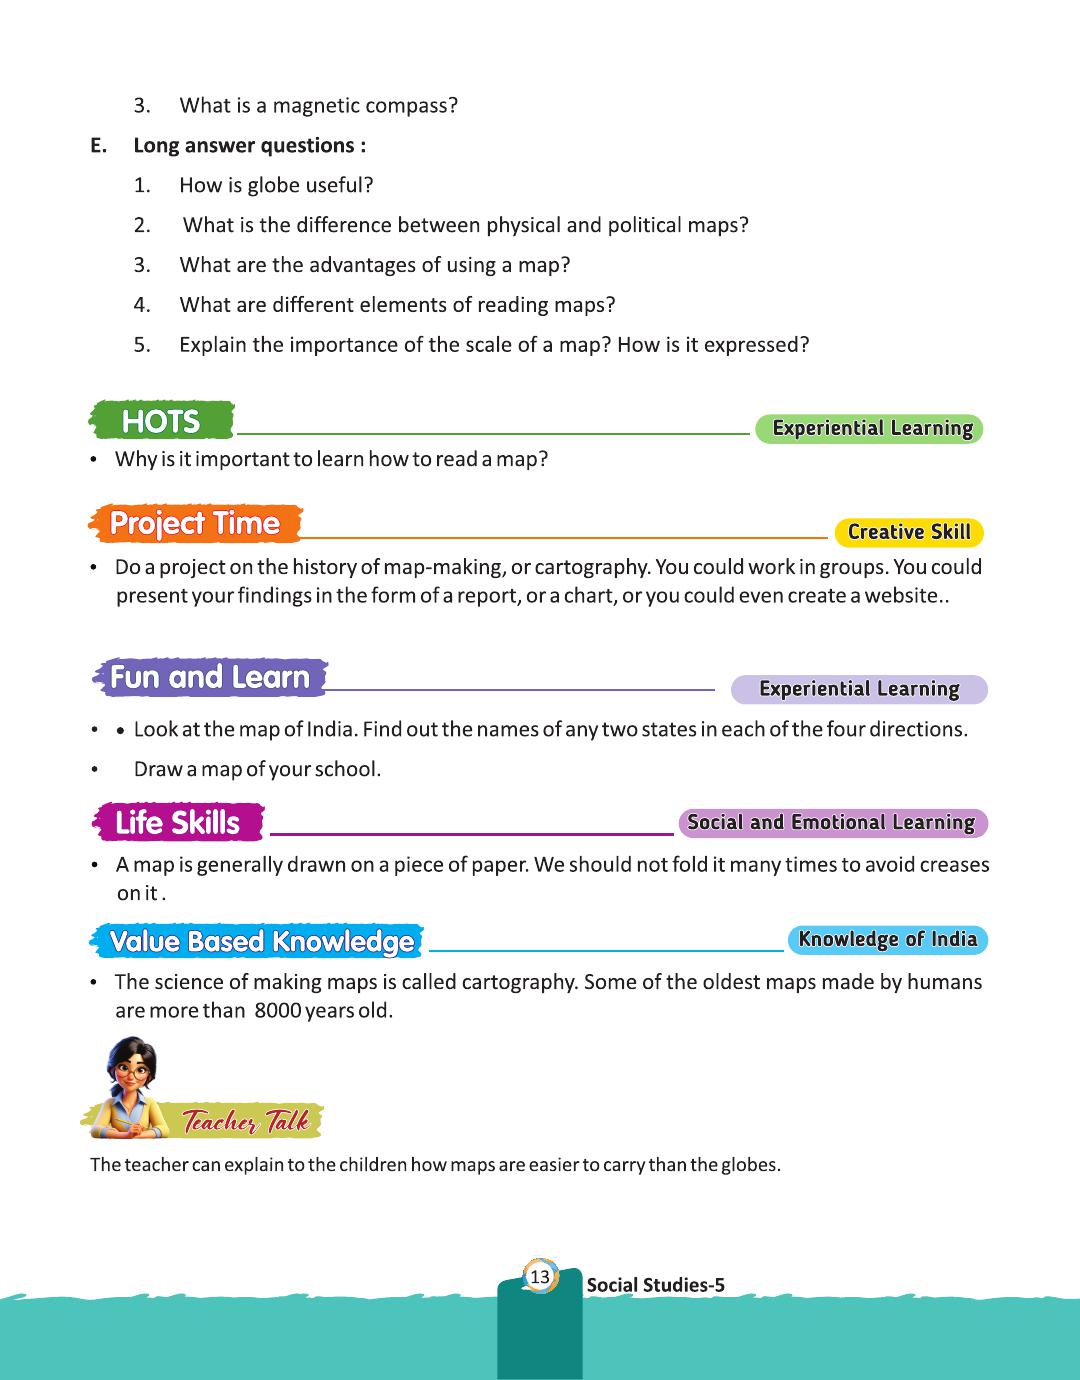 3. What is a magnetic compass?
E. Long answer questions :
1. How is globe useful?
2. What is the difference between physical and political maps?
3. What are the advantages of using a map?
4. What are different elements of reading maps?
5. Explain the importance of the scale of a map? How is it expressed?
HOTS Experiential Learning
• Why is it important to learn how to read a map?
Project Time Creative Skill
• Do a project on the history of map-making, or cartography. You could work in groups. You could
present your findings in the form of a report, or a chart, or you could even create a website..
Fun and Learn Experiential Learning
• • Look at the map of India. Find out the names of any two states in each of the four directions.
• Draw a map of your school.
Life Skills Social and Emotional Learning
• A map is generally drawn on a piece of paper. We should not fold it many times to avoid creases
on it .
Value Based Knowledge Knowledge of India
• The science of making maps is called cartography. Some of the oldest maps made by humans
are more than 8000 years old.
Teacher Talk
The teacher can explain to the children how maps are easier to carry than the globes.
13 Social Studies-5